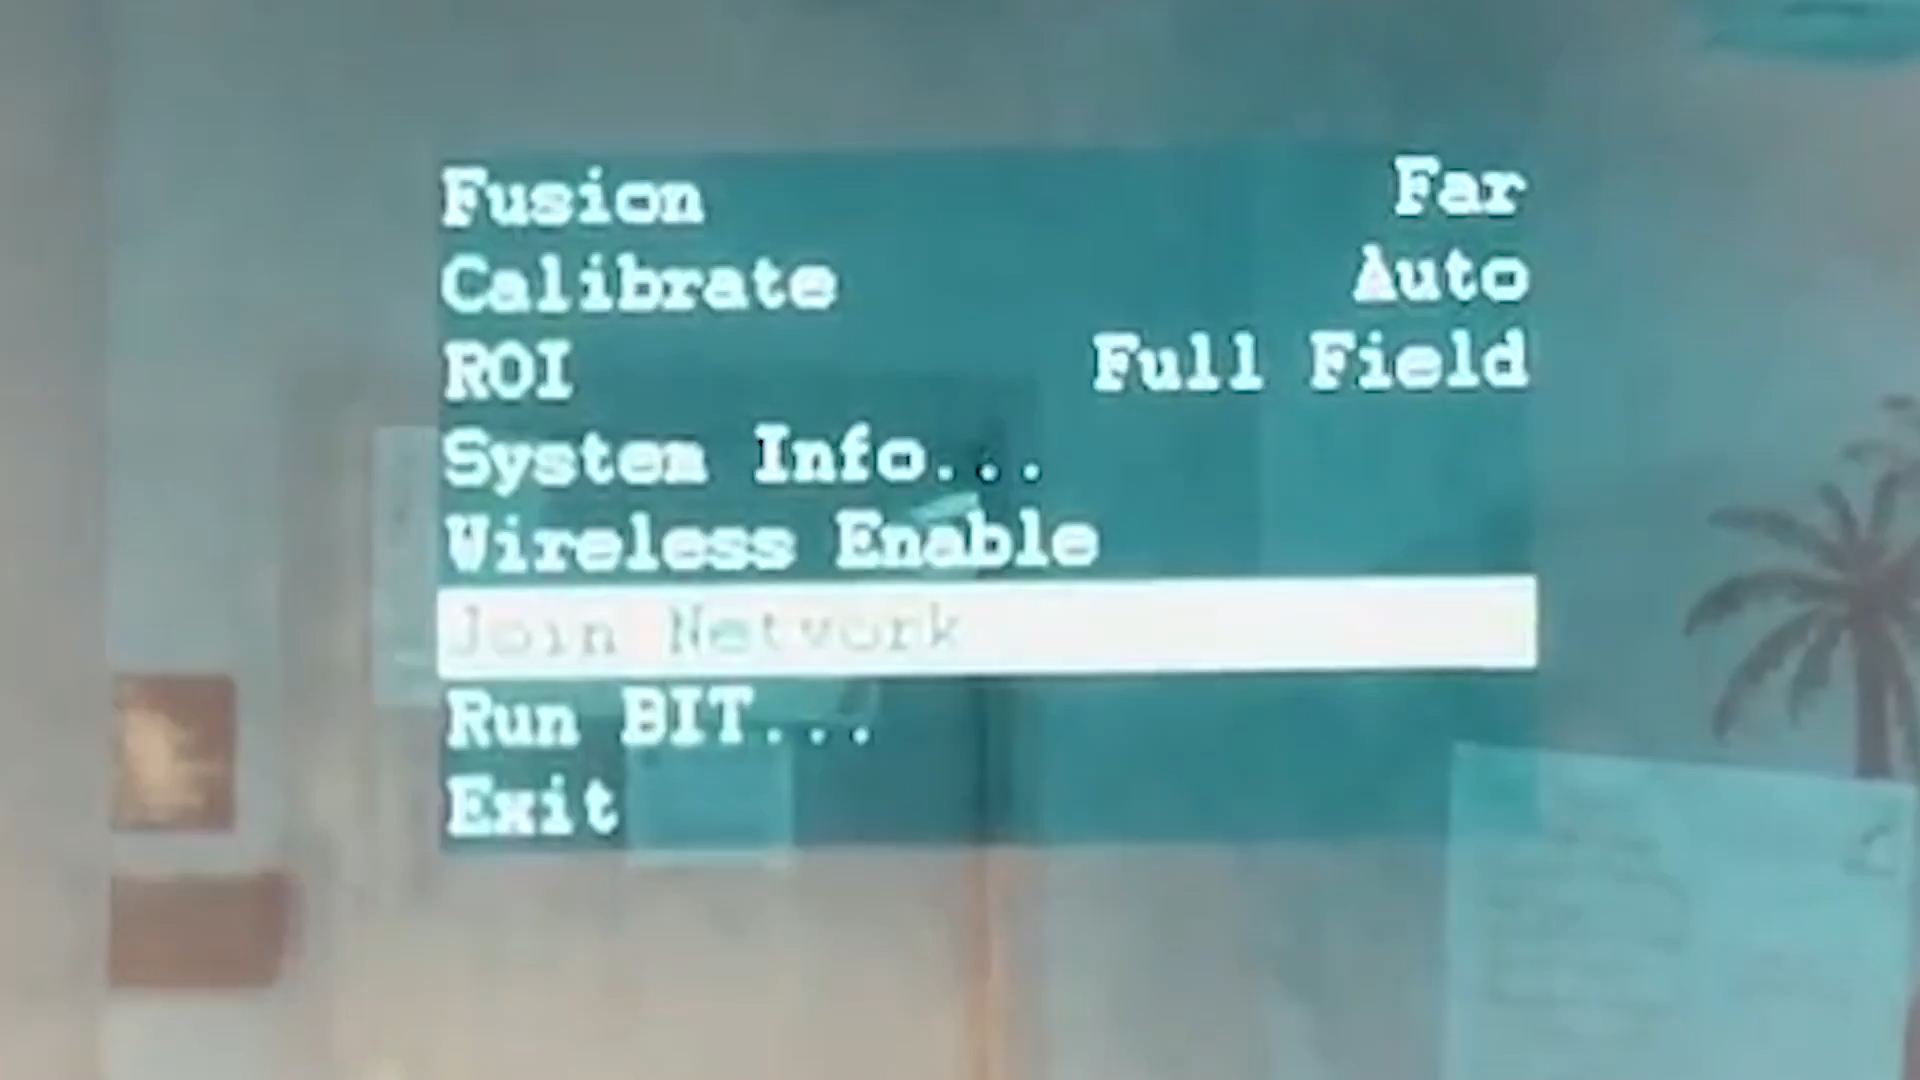 Fusion Far
Calibrate Auto
ROI Full Field
System Info...
Wireless Enable
Join Network
Run BIT...
Exit